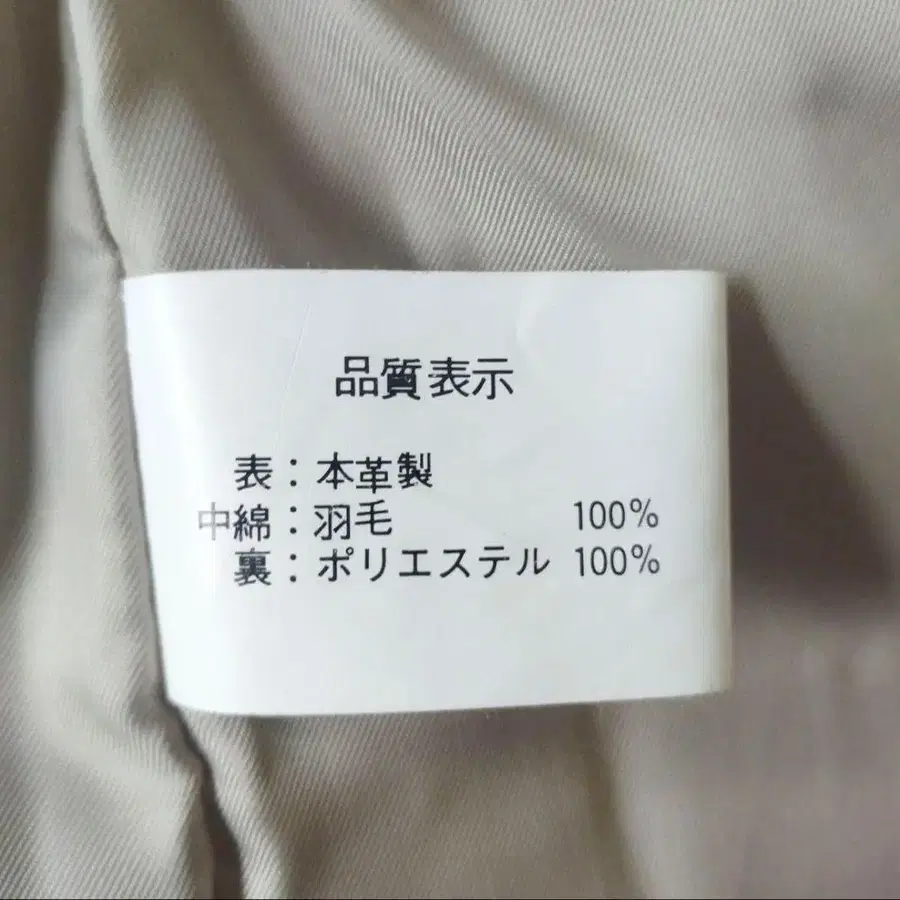 品質表示
表：本革製
中綿：羽毛 100%
裏：ポリエステル 100%